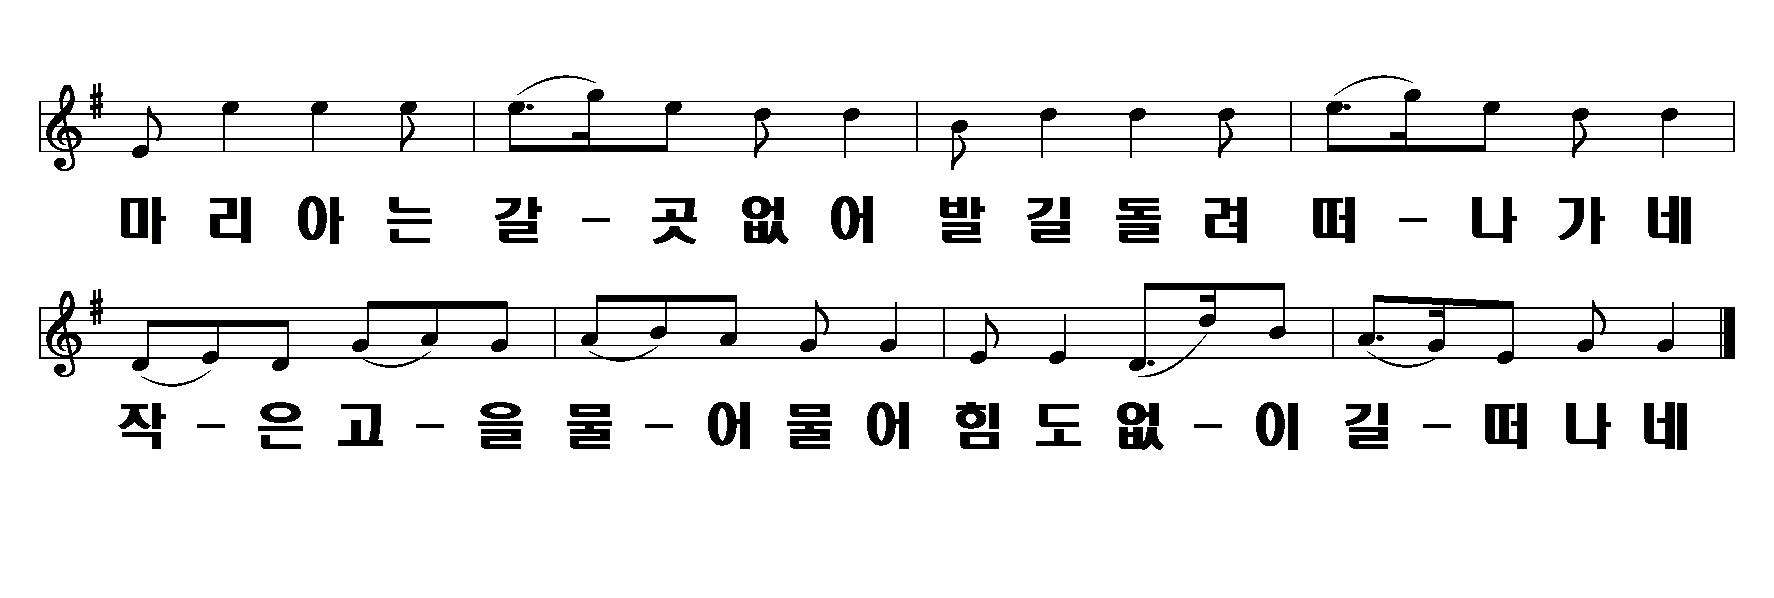 마 리 아 는 갈 - 곳 없 어 발 길 돌 려 떠 - 나 가 네
작 - 은 고 - 을 물 - 어 물 어 힘 도 없 - 이 길 - 떠 나 네